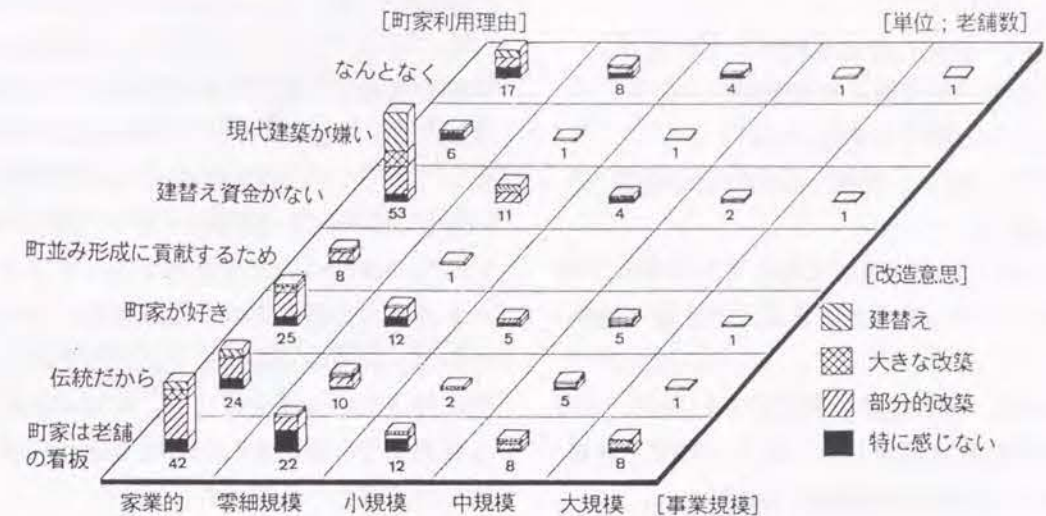 [町家利用理由] [単位；老舗数]
なんとなく
17 8 4 1 1
現代建築が嫌い
6 1 1
建替え資金がない
53 11 4 2 1
町並み形成に貢献するため
8 1
町家が好き
25 12 5 5 1
伝統だから
24 10 2 5 1
町家は老舗
の看板
42 22 12 8 8
家業的 零細規模 小規模 中規模 大規模 [事業規模]
[改造意思]
建替え
大きな改築
部分的改築
特に感じない